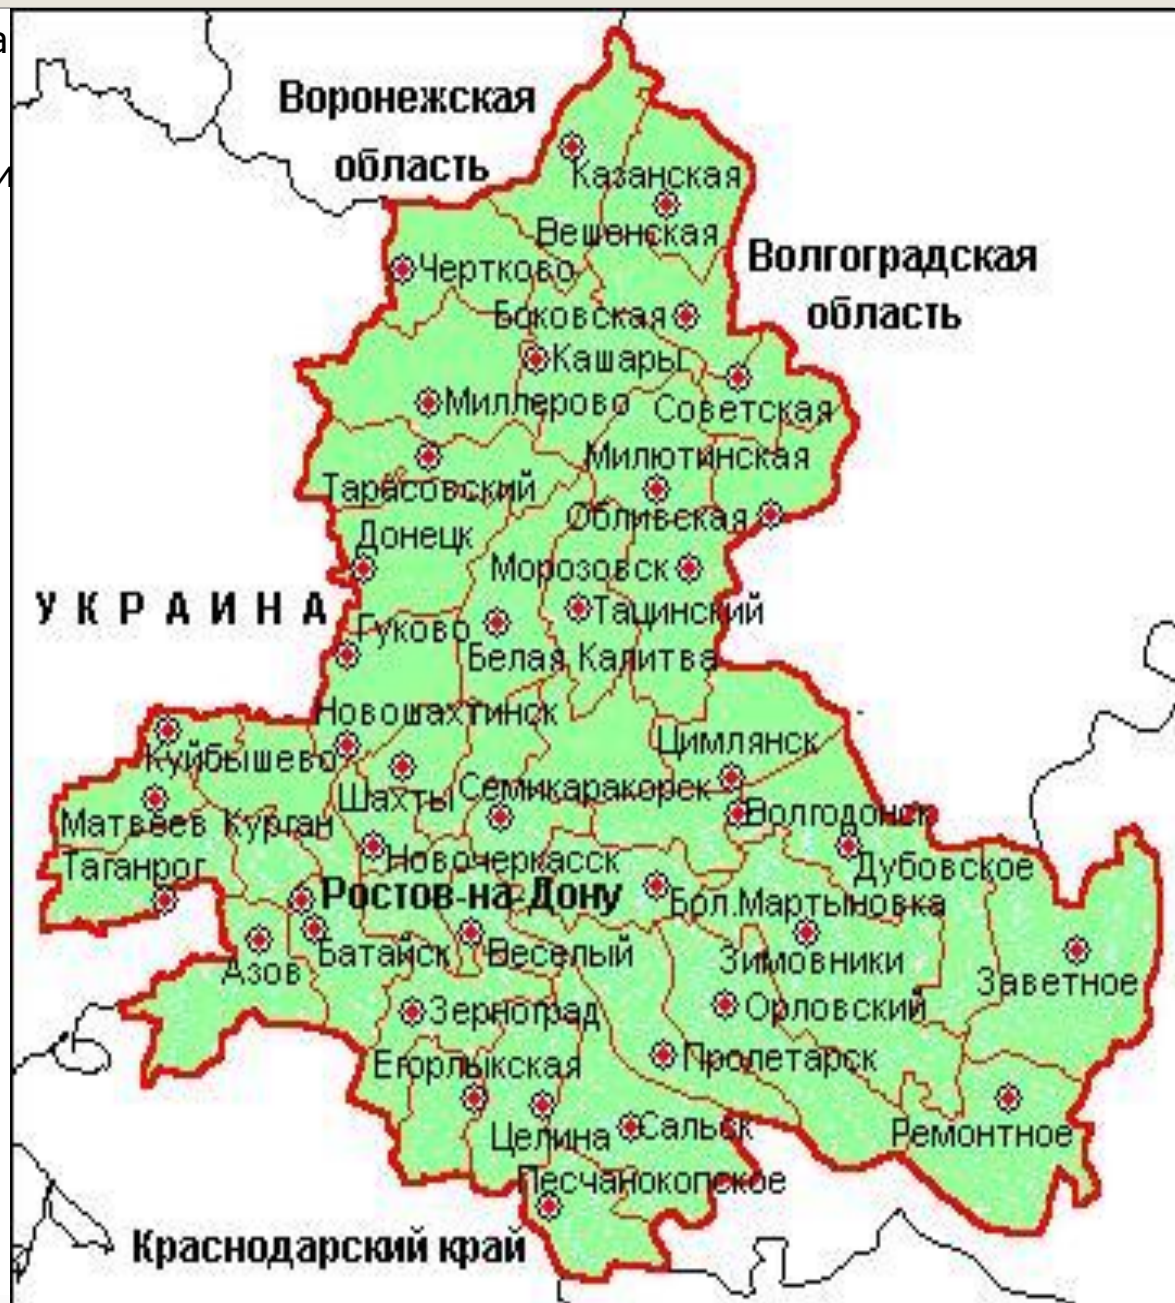 а
Воронежская
область
и
Казанская
Вешенская
Волгоградская
область
Чертково
Боковская
Кашары
Миллерово
Советская
Милютинская
Тарасовский
Обливская
Донецк
Морозовск
УКРАИНА
Тацинский
Гуково
Белая Калитва
Новошахтинск
Цимлянск
Куйбышево
Шахты
Семикаракорск
Волгодонск
Матвеев Курган
Новочеркасск
Дубовское
Таганрог
Ростов-на-Дону
Бол.Мартыновка
Батайск
Веселый
Зимовники
Азов
Заветное
Зерноград
Орловский
Егорлыкская
Пролетарск
Целина
Сальск
Ремонтное
Песчанокопское
Краснодарский край